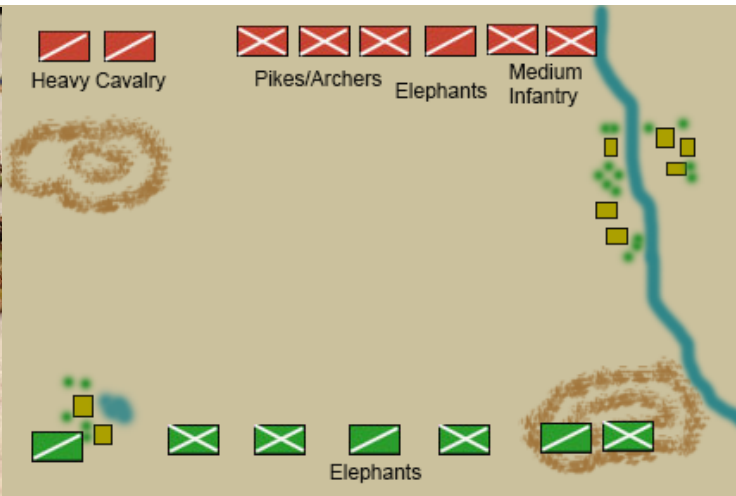 Heavy Cavalry
Pikes/Archers
Elephants
Medium
Infantry
Elephants